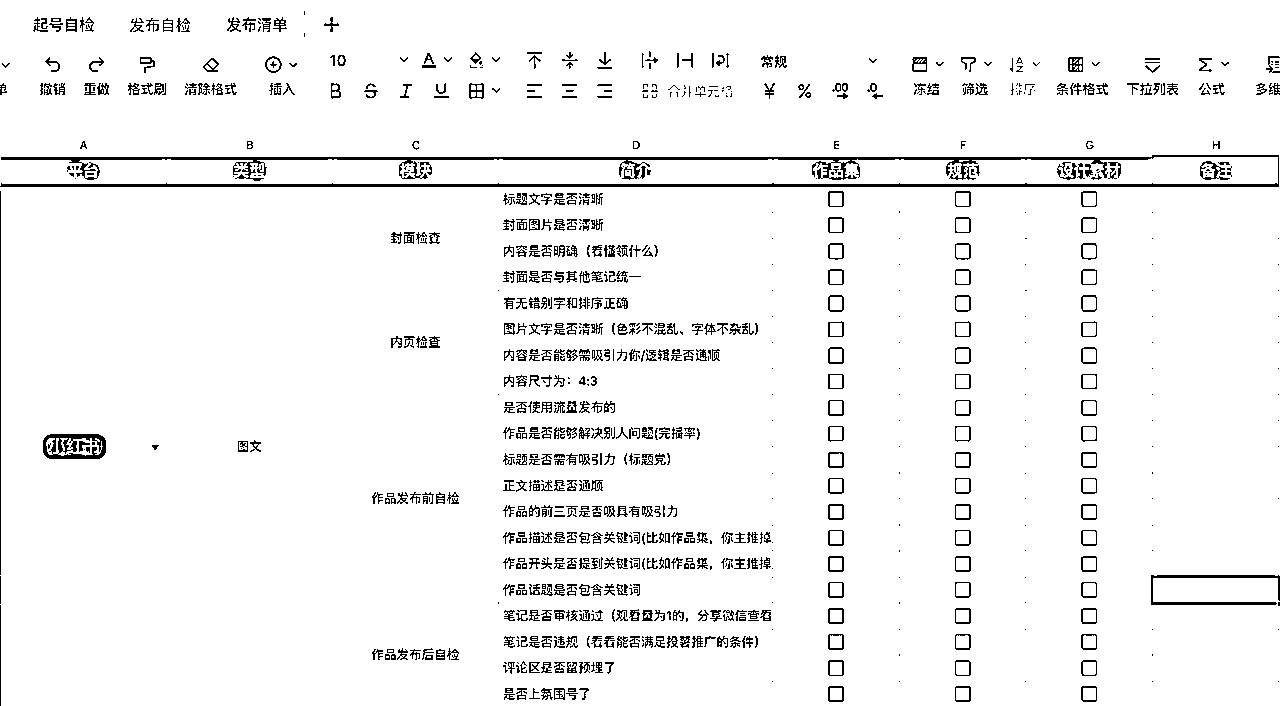 起号自检 发布自检 发布清单
撤销 重做 格式刷 清除格式 插入 10 A B S I U 合并单元格 常规 ¥ % .00 .0 冻结 筛选 排序 条件格式 下拉列表 公式 多维
A B C D E F G H
平台 类型 模块 简介 作品集 规范 设计素材 备注
标题文字是否清晰
封面图片是否清晰
封面检查
内容是否明确（看懂领什么）
封面是否与其他笔记统一
有无错别字和排序正确
图片文字是否清晰（色彩不混乱、字体不杂乱）
内页检查
内容是否能够需吸引力你/逻辑是否通顺
内容尺寸为：4:3
是否使用流量发布的
作品是否能够解决别人问题(完播率)
小红书 图文
标题是否需有吸引力（标题党）
正文描述是否通顺
作品发布前自检
作品的前三页是否吸具有吸引力
作品描述是否包含关键词(比如作品集，你主推掉
作品开头是否提到关键词(比如作品集，你主推掉
作品话题是否包含关键词
笔记是否审核通过（观看量为1的，分享微信查看
笔记是否违规（看看能否满足投薯推广的条件）
作品发布后自检
评论区是否留预埋了
是否上氛围号了